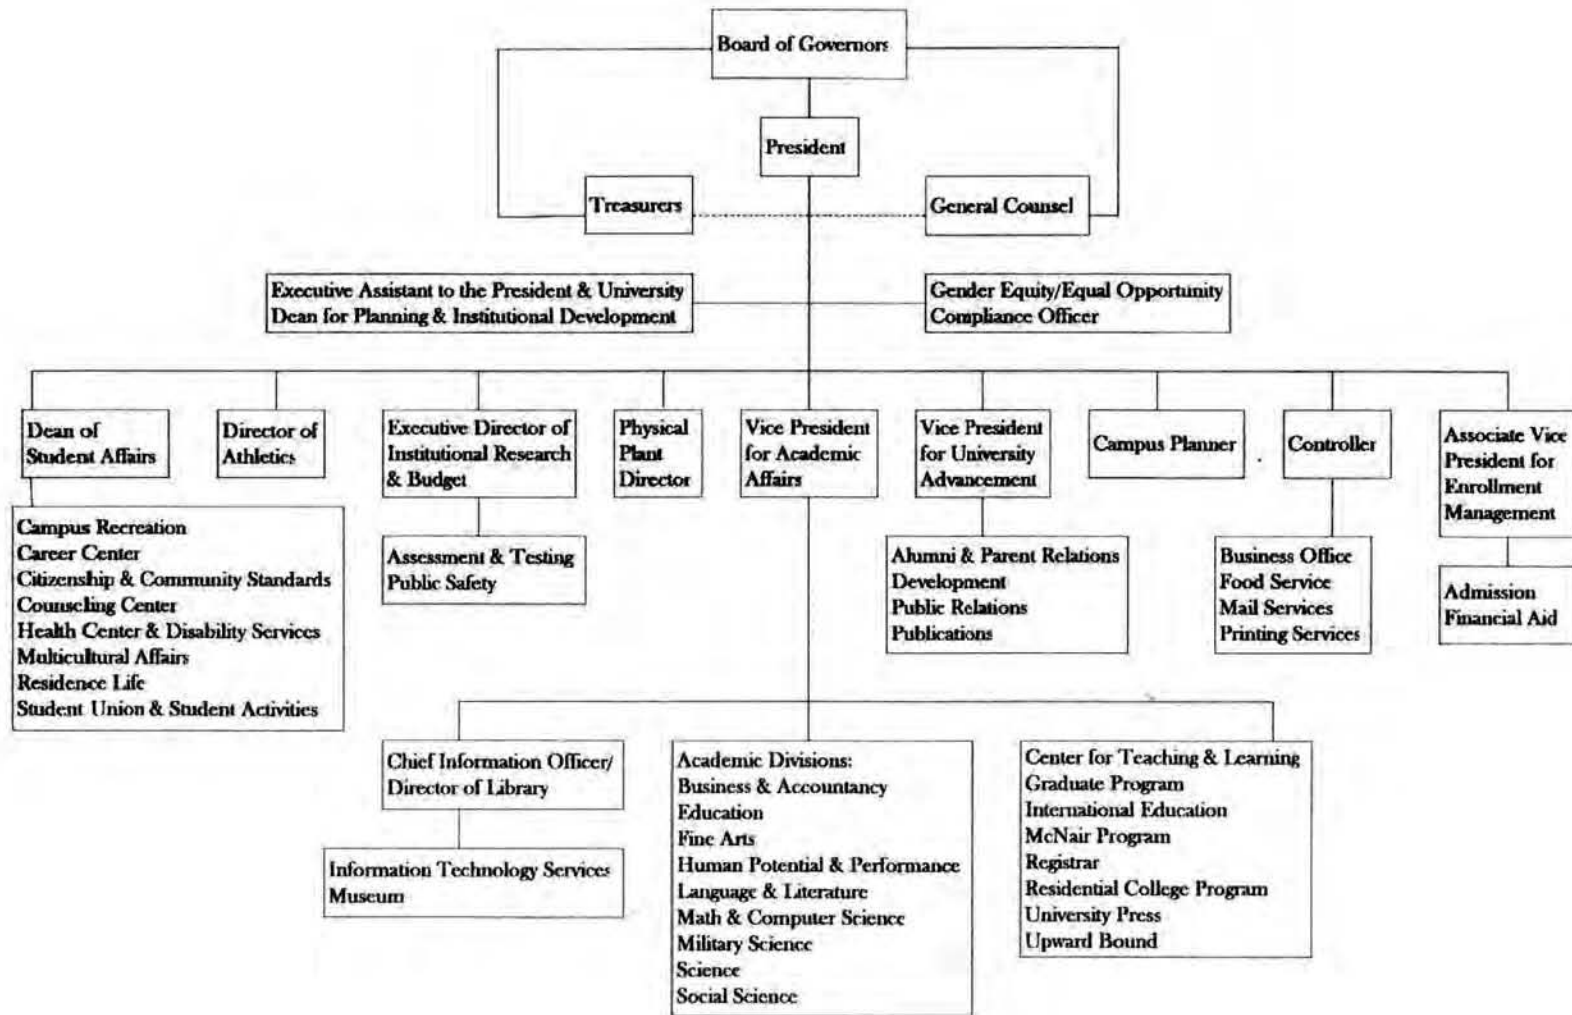 Board of Governors
President
Treasurers
General Counsel
Executive Assistant to the President & University
Dean for Planning & Institutional Development
Gender Equity/Equal Opportunity
Compliance Officer
Dean of
Student Affairs
Director of
Athletics
Executive Director of
Institutional Research
& Budget
Physical
Plant
Director
Vice President
for Academic
Affairs
Vice President
for University
Advancement
Campus Planner
Controller
Associate Vice
President for
Enrollment
Management
Campus Recreation
Career Center
Citizenship & Community Standards
Counseling Center
Health Center & Disability Services
Multicultural Affairs
Residence Life
Student Union & Student Activities
Assessment & Testing
Public Safety
Alumni & Parent Relations
Development
Public Relations
Publications
Business Office
Food Service
Mail Services
Printing Services
Admission
Financial Aid
Chief Information Officer/
Director of Library
Information Technology Services
Museum
Academic Divisions:
Business & Accountancy
Education
Fine Arts
Human Potential & Performance
Language & Literature
Math & Computer Science
Military Science
Science
Social Science
Center for Teaching & Learning
Graduate Program
International Education
McNair Program
Registrar
Residential College Program
University Press
Upward Bound